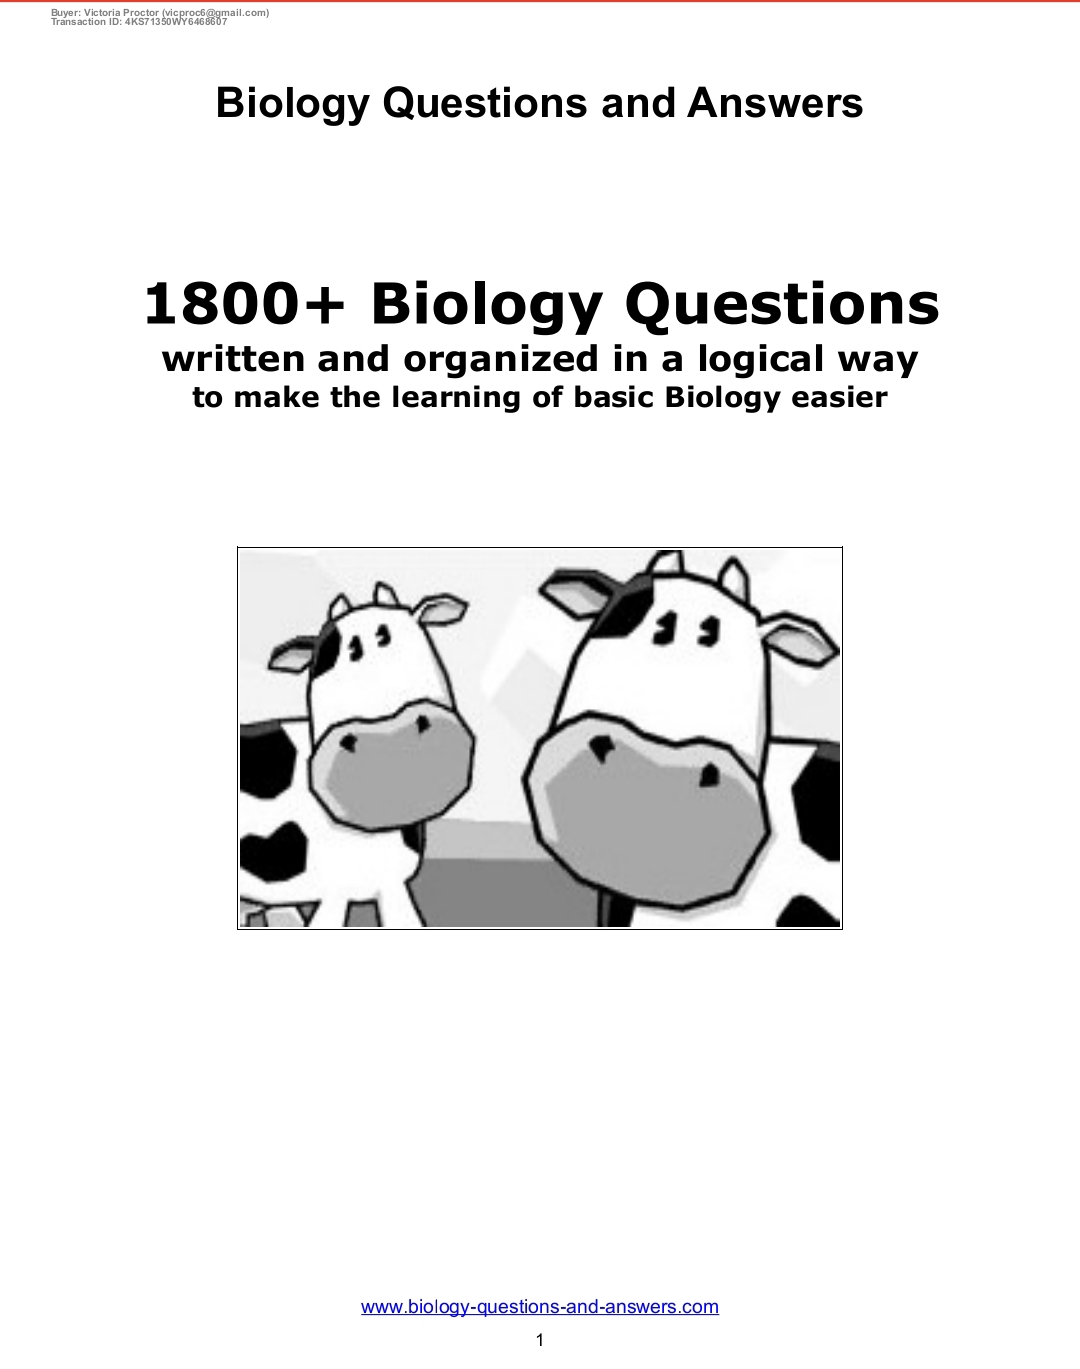 Buyer: Victoria Proctor (vicproc6@gmail.com)
Transaction ID: 4KS71350WY6468607
Biology Questions and Answers
1800+ Biology Questions
written and organized in a logical way
to make the learning of basic Biology easier
www.biology-questions-and-answers.com
1